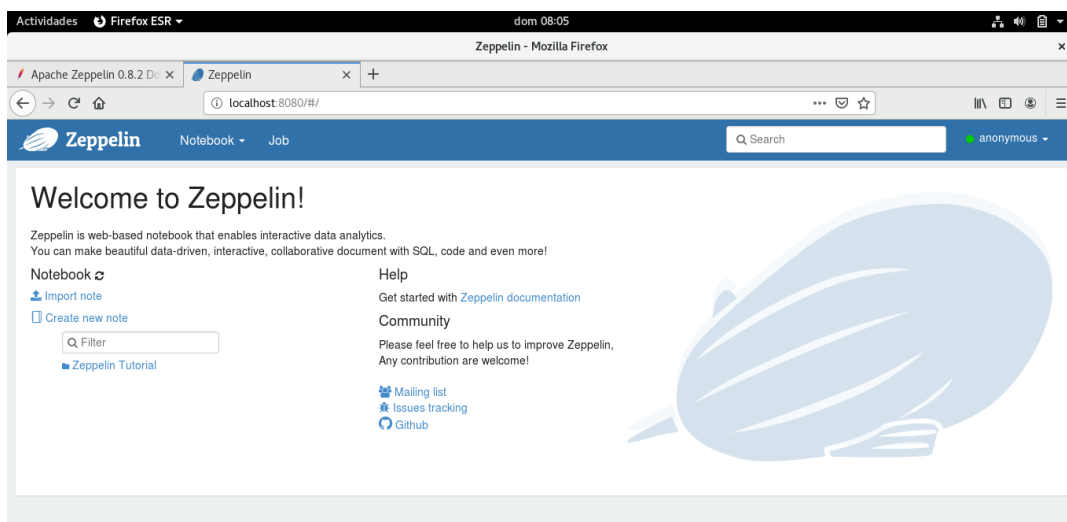 Actividades Firefox ESR dom 08:05
Zeppelin - Mozilla Firefox
Apache Zeppelin 0.8.2 Do Zeppelin
localhost:8080/#/
Zeppelin Notebook Job Search anonymous
Welcome to Zeppelin!
Zeppelin is web-based notebook that enables interactive data analytics.
You can make beautiful data-driven, interactive, collaborative document with SQL, code and even more!
Notebook
Import note
Create new note
Filter
Zeppelin Tutorial
Help
Get started with Zeppelin documentation
Community
Please feel free to help us to improve Zeppelin,
Any contribution are welcome!
Mailing list
Issues tracking
Github